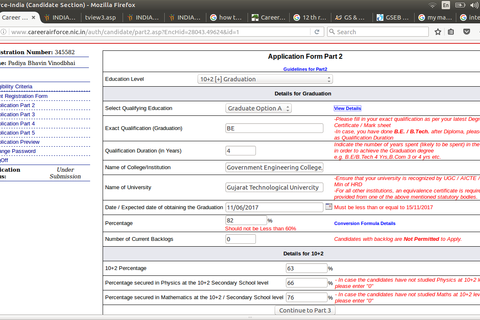 ce-India (Candidate Section) - Mozilla Firefox
Career ... × INDIA... × tview3.asp × INDIA... × INDIA... × how t... × Career... × 12 th r... × GS & ... × GSEB ... × my ma... × inte
www.careerairforce.nic.in/auth/candidate/part2.asp?EncHid=28043.49624&id=1
stration Number: 345582
me: Padiya Bhavin Vinodbhai
gibility Criteria
nt Registration Form
plication Part 2
plication Part 3
plication Part 4
plication Part 5
plication Preview
ange Password
gOff
plication Under
us: Submission
Application Form Part 2
Guidelines for Part2
Education Level 10+2 [+] Graduation
Details for Graduation
Select Qualifying Education Graduate Option A View Details
Exact Qualification (Graduation) BE
-Please fill in your exact qualification as per your latest Degr
Certificate / Mark sheet
-In case, you have done B.E. / B.Tech. after Diploma, please
as Qualification Duration.
Qualification Duration (in Years) 4
Indicate the number of years spent (likely to be spent) in the
in order to achieve the Graduation degree
e.g. B.E/B.Tech 4 Yrs,B.Com 3 or 4 yrs etc.
Name of College/Institution Government Engineering College,
Name of University Gujarat Technological University
-Ensure that your university is recognized by UGC / AICTE /
Min of HRD
-For all other institutions, an equivalence certificate is required
provided from one of the above mentioned statutory bodies.
Date / Expected date of obtaining the Graduation 11/06/2017 Must be less than or equal to 15/11/2017
Percentage 82 % Conversion Formula Details
Should not be Less than 60%
Number of Current Backlogs 0 Candidates with backlog are Not Permitted to Apply.
Details for 10+2
10+2 Percentage 63 %
Percentage secured in Physics at the 10+2 Secondary School level 66 % - In case the candidates have not studied Physics at 10+2 le
please enter "0"
Percentage secured in Mathematics at the 10+2 / Secondary School level 76 % - In case the candidates have not studied Maths at 10+2 leve
please enter "0"
Continue to Part 3